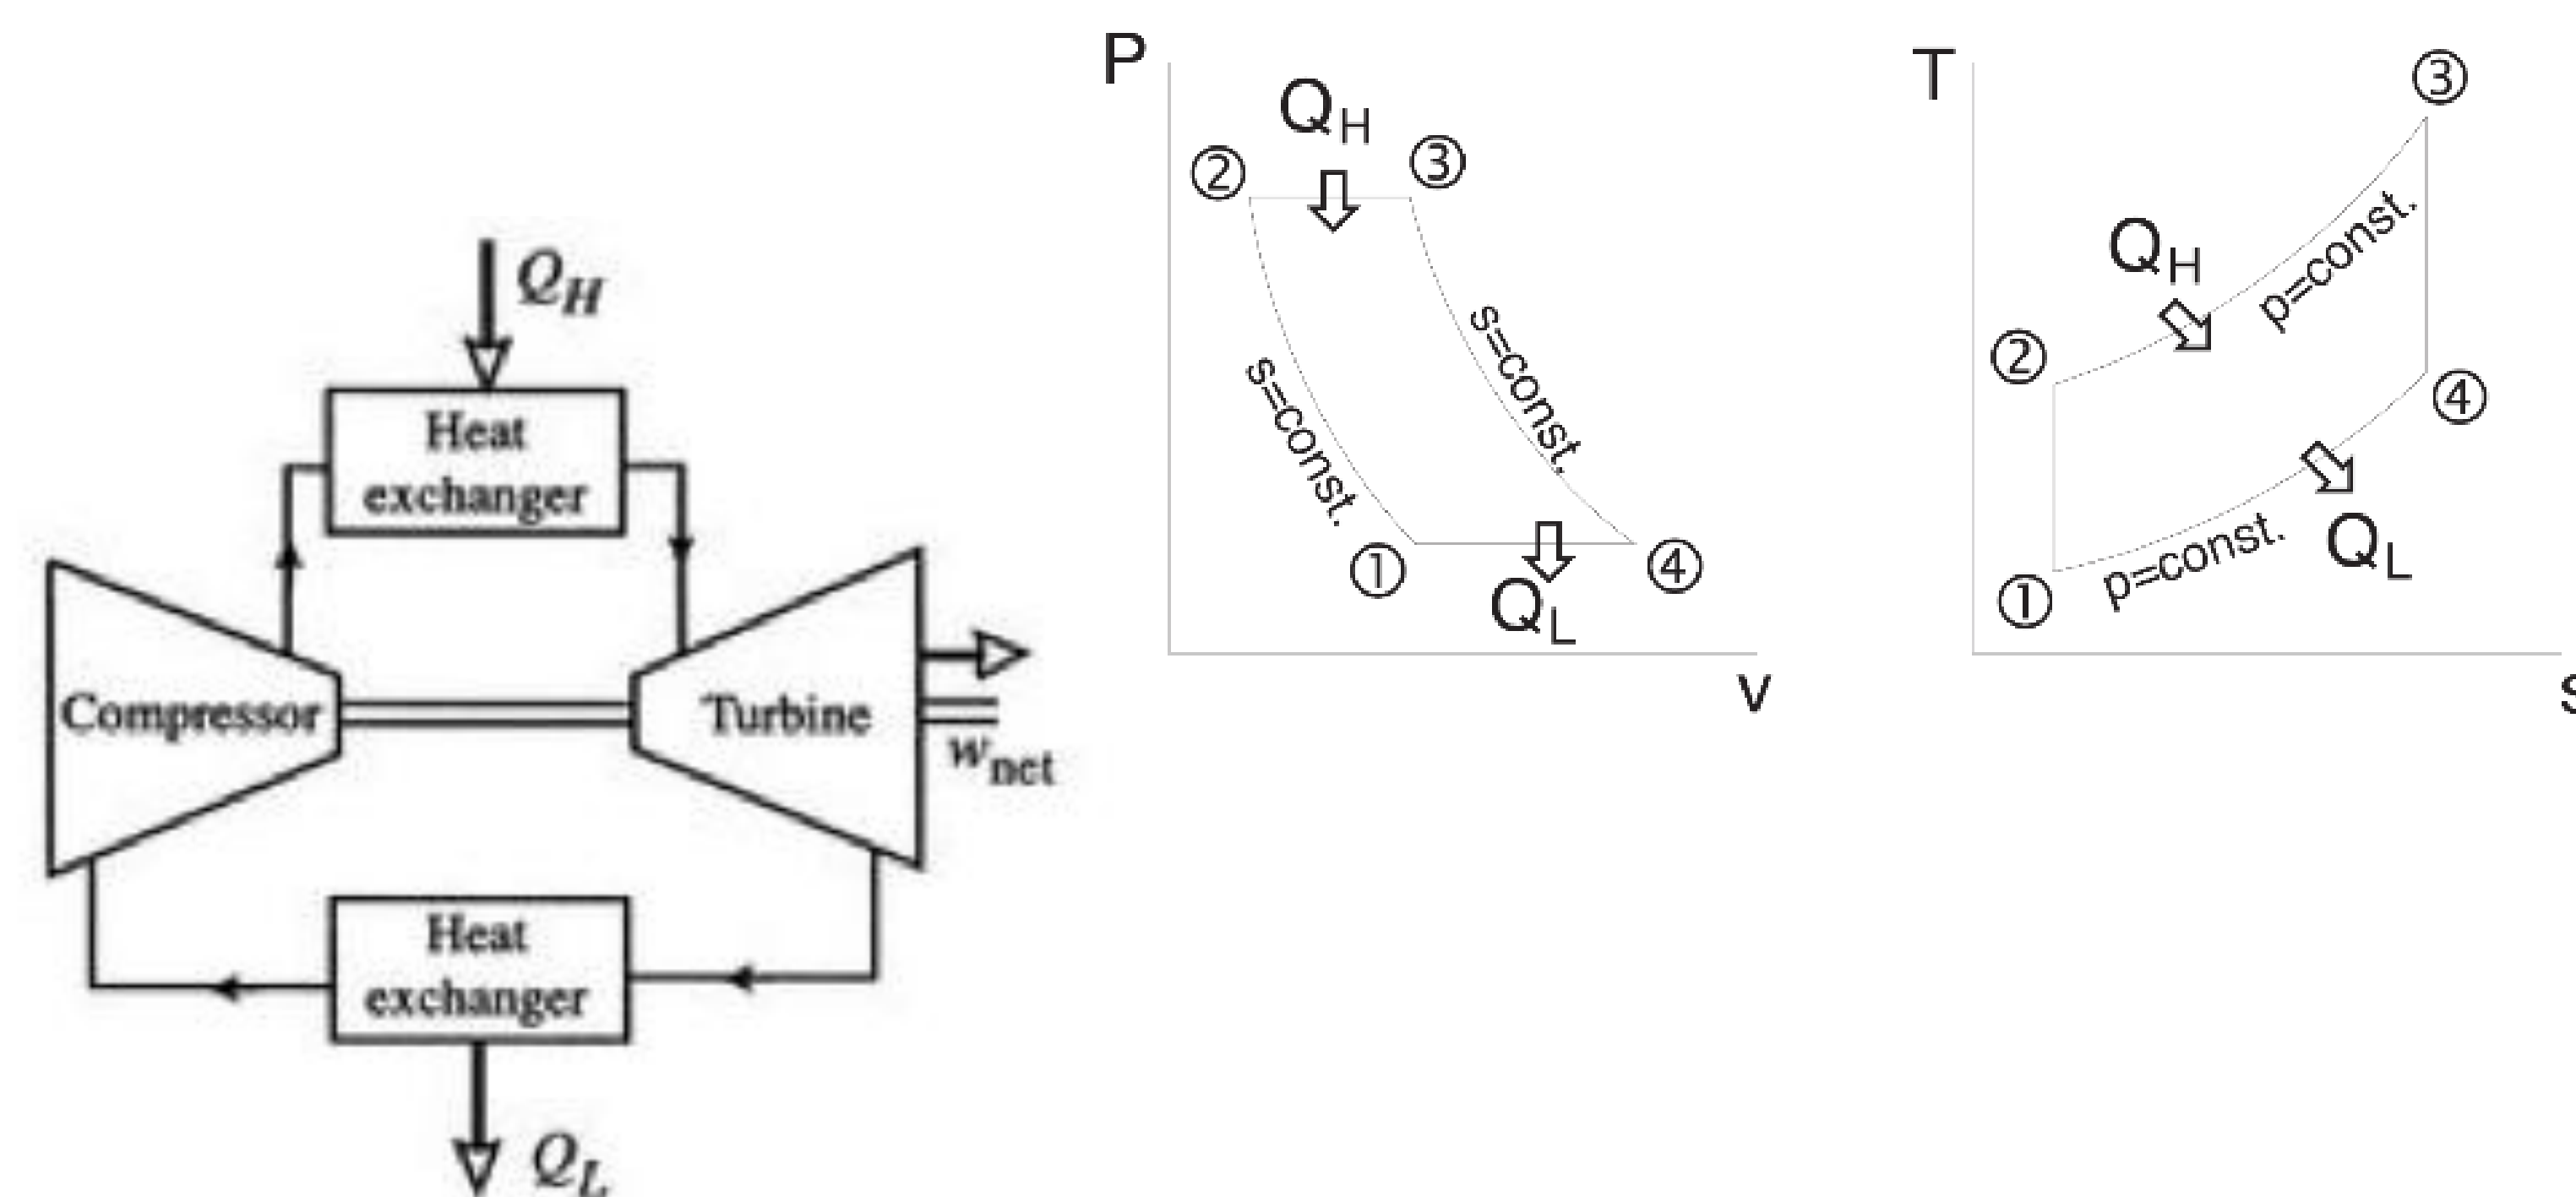 Q_H
Heat
exchanger
Compressor
Turbine
w_net
Heat
exchanger
Q_L
P
Q_H
②
③
s=const.
s=const.
①
④
Q_L
v
T
③
Q_H
p=const.
②
④
p=const.
Q_L
①
s